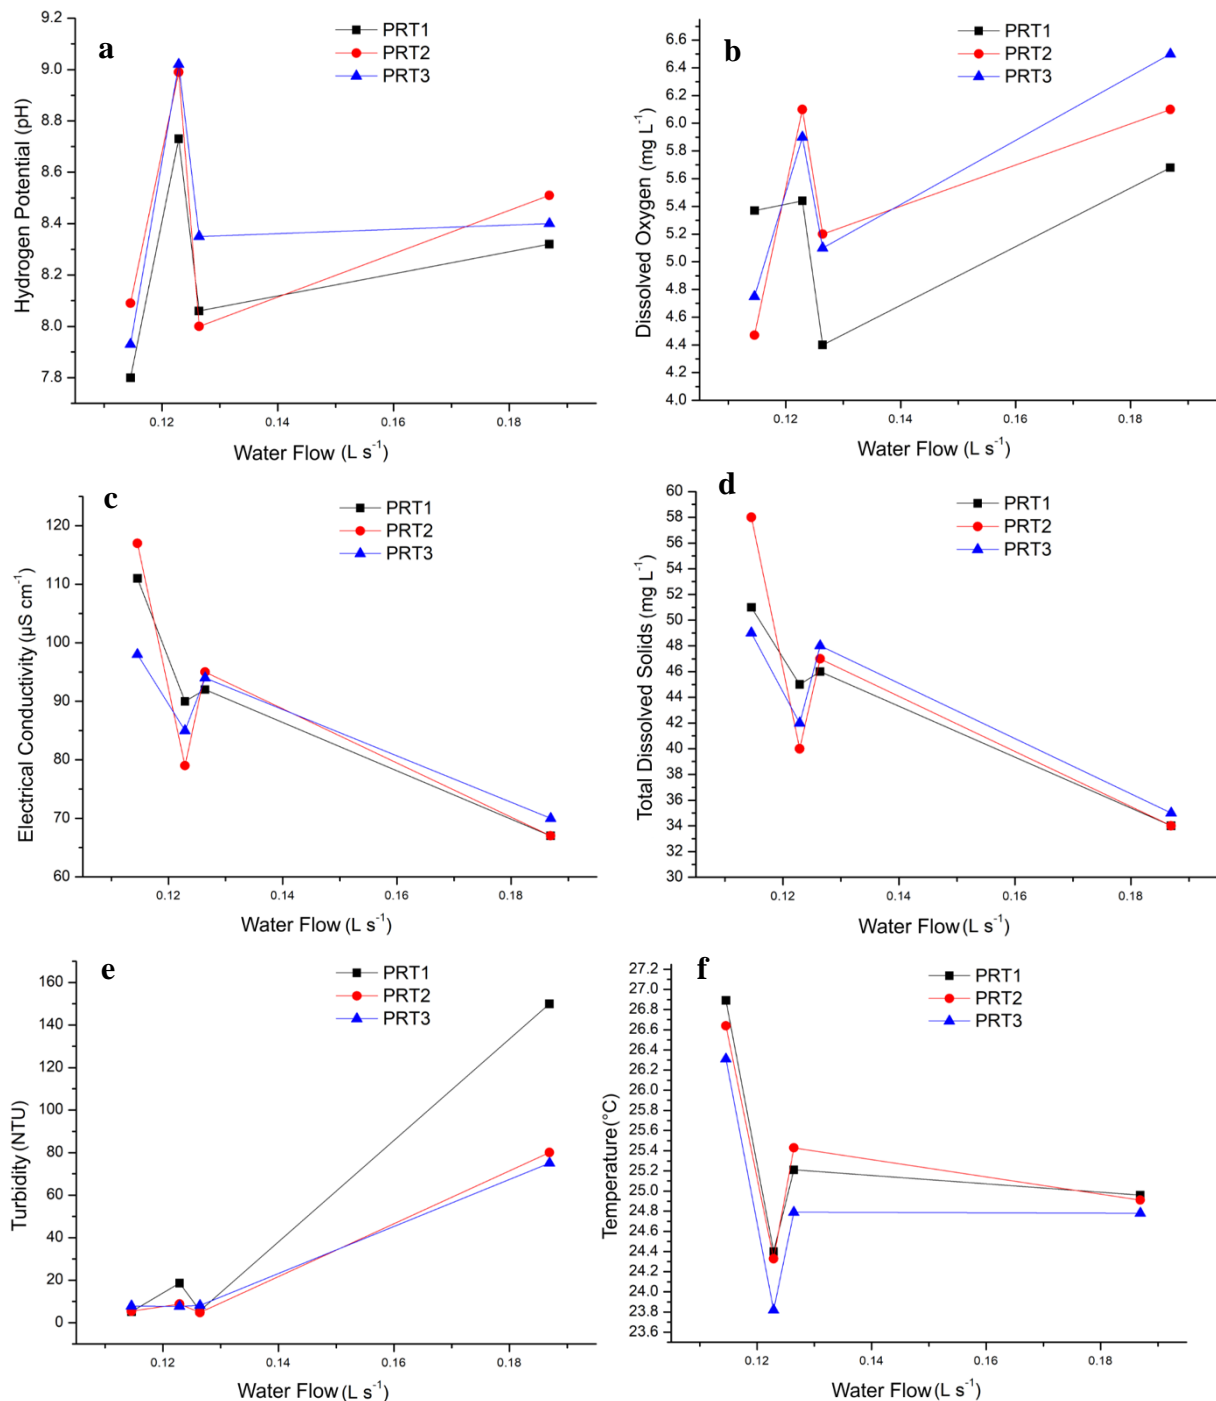 a
PRT1
PRT2
PRT3
Hydrogen Potential (pH)
9.2
9.0
8.8
8.6
8.4
8.2
8.0
7.8
0.12 0.14 0.16 0.18
Water Flow (L s⁻¹)
b
PRT1
PRT2
PRT3
Dissolved Oxygen (mg L⁻¹)
6.6
6.4
6.2
6.0
5.8
5.6
5.4
5.2
5.0
4.8
4.6
4.4
4.2
4.0
0.12 0.14 0.16 0.18
Water Flow (L s⁻¹)
c
PRT1
PRT2
PRT3
Electrical Conductivity (µS cm⁻¹)
120
110
100
90
80
70
60
0.12 0.14 0.16 0.18
Water Flow (L s⁻¹)
d
PRT1
PRT2
PRT3
Total Dissolved Solids (mg L⁻¹)
60
58
56
54
52
50
48
46
44
42
40
38
36
34
32
30
0.12 0.14 0.16 0.18
Water Flow (L s⁻¹)
e
PRT1
PRT2
PRT3
Turbidity (NTU)
160
140
120
100
80
60
40
20
0
0.12 0.14 0.16 0.18
Water Flow (L s⁻¹)
f
PRT1
PRT2
PRT3
Temperature (°C)
27.2
27.0
26.8
26.6
26.4
26.2
26.0
25.8
25.6
25.4
25.2
25.0
24.8
24.6
24.4
24.2
24.0
23.8
23.6
0.12 0.14 0.16 0.18
Water Flow (L s⁻¹)